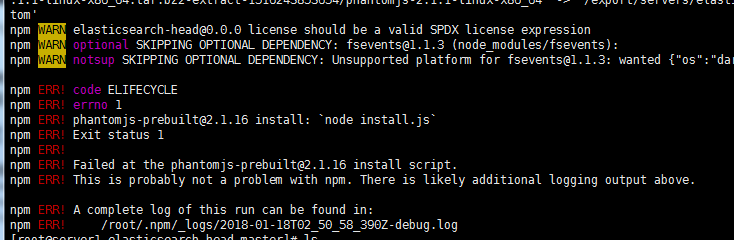 .1.1-linux-x86_64.tar.bz2-extract-1516243853054/phantomjs-2.1.1-linux-x86_64 -> /export/servers/elast
tom'
npm WARN elasticsearch-head@0.0.0 license should be a valid SPDX license expression
npm WARN optional SKIPPING OPTIONAL DEPENDENCY: fsevents@1.1.3 (node_modules/fsevents):
npm WARN notsup SKIPPING OPTIONAL DEPENDENCY: Unsupported platform for fsevents@1.1.3: wanted {"os":"dar
npm ERR! code ELIFECYCLE
npm ERR! errno 1
npm ERR! phantomjs-prebuilt@2.1.16 install: `node install.js`
npm ERR! Exit status 1
npm ERR!
npm ERR! Failed at the phantomjs-prebuilt@2.1.16 install script.
npm ERR! This is probably not a problem with npm. There is likely additional logging output above.
npm ERR! A complete log of this run can be found in:
npm ERR!     /root/.npm/_logs/2018-01-18T02_50_58_390Z-debug.log
[root@server1 elasticsearch-head-master]# ls